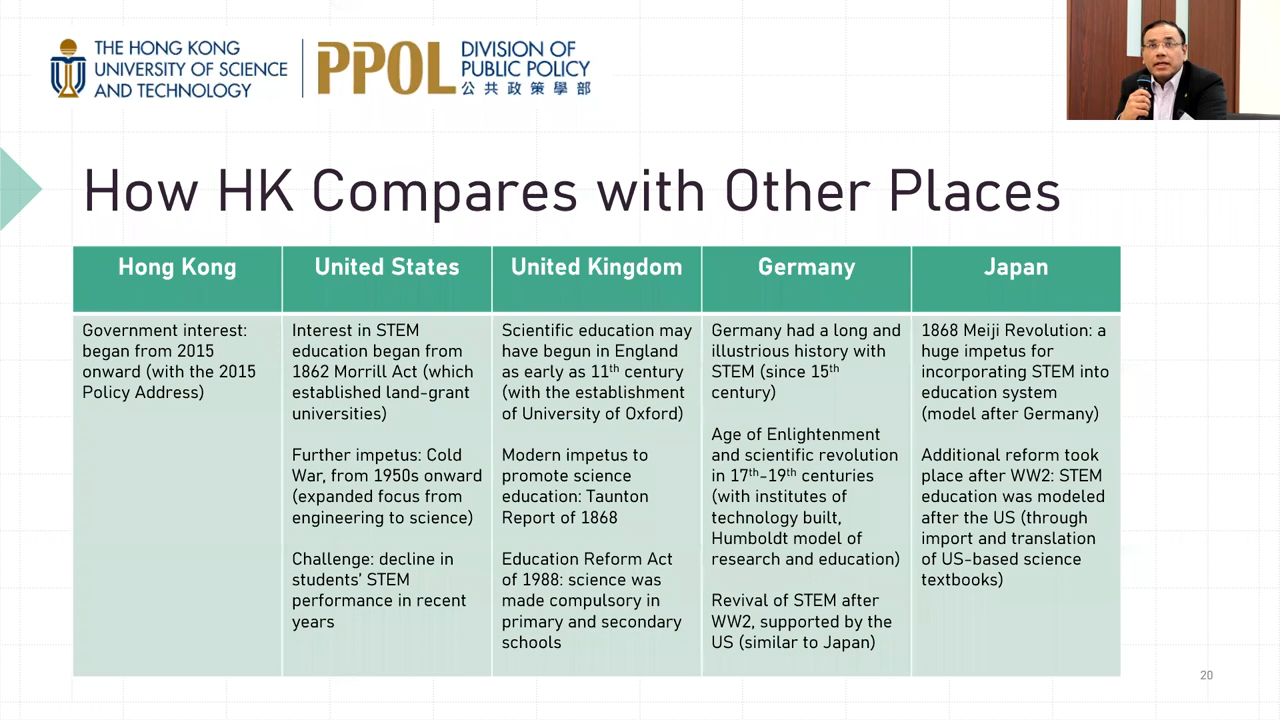 THE HONG KONG
UNIVERSITY OF SCIENCE
AND TECHNOLOGY
PPOL
DIVISION OF
PUBLIC POLICY
公共政策學部
How HK Compares with Other Places
Hong Kong
Government interest:
began from 2015
onward (with the 2015
Policy Address)
United States
Interest in STEM
education began from
1862 Morrill Act (which
established land-grant
universities)
Further impetus: Cold
War, from 1950s onward
(expanded focus from
engineering to science)
Challenge: decline in
students' STEM
performance in recent
years
United Kingdom
Scientific education may
have begun in England
as early as 11th century
(with the establishment
of University of Oxford)
Modern impetus to
promote science
education: Taunton
Report of 1868
Education Reform Act
of 1988: science was
made compulsory in
primary and secondary
schools
Germany
Germany had a long and
illustrious history with
STEM (since 15th
century)
Age of Enlightenment
and scientific revolution
in 17th-19th centuries
(with institutes of
technology built,
Humboldt model of
research and education)
Revival of STEM after
WW2, supported by the
US (similar to Japan)
Japan
1868 Meiji Revolution: a
huge impetus for
incorporating STEM into
education system
(model after Germany)
Additional reform took
place after WW2: STEM
education was modeled
after the US (through
import and translation
of US-based science
textbooks)
20